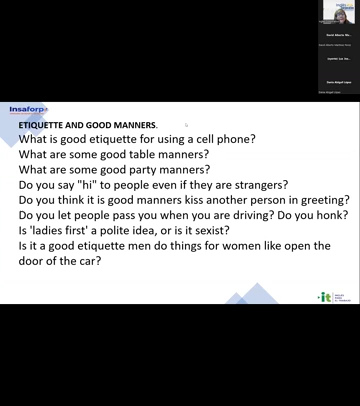 Insaforp
ETIQUETTE AND GOOD MANNERS.
What is good etiquette for using a cell phone?
What are some good table manners?
What are some good party manners?
Do you say "hi" to people even if they are strangers?
Do you think it is good manners kiss another person in greeting?
Do you let people pass you when you are driving? Do you honk?
Is 'ladies first' a polite idea, or is it sexist?
Is it a good etiquette men do things for women like open the
door of the car?
it